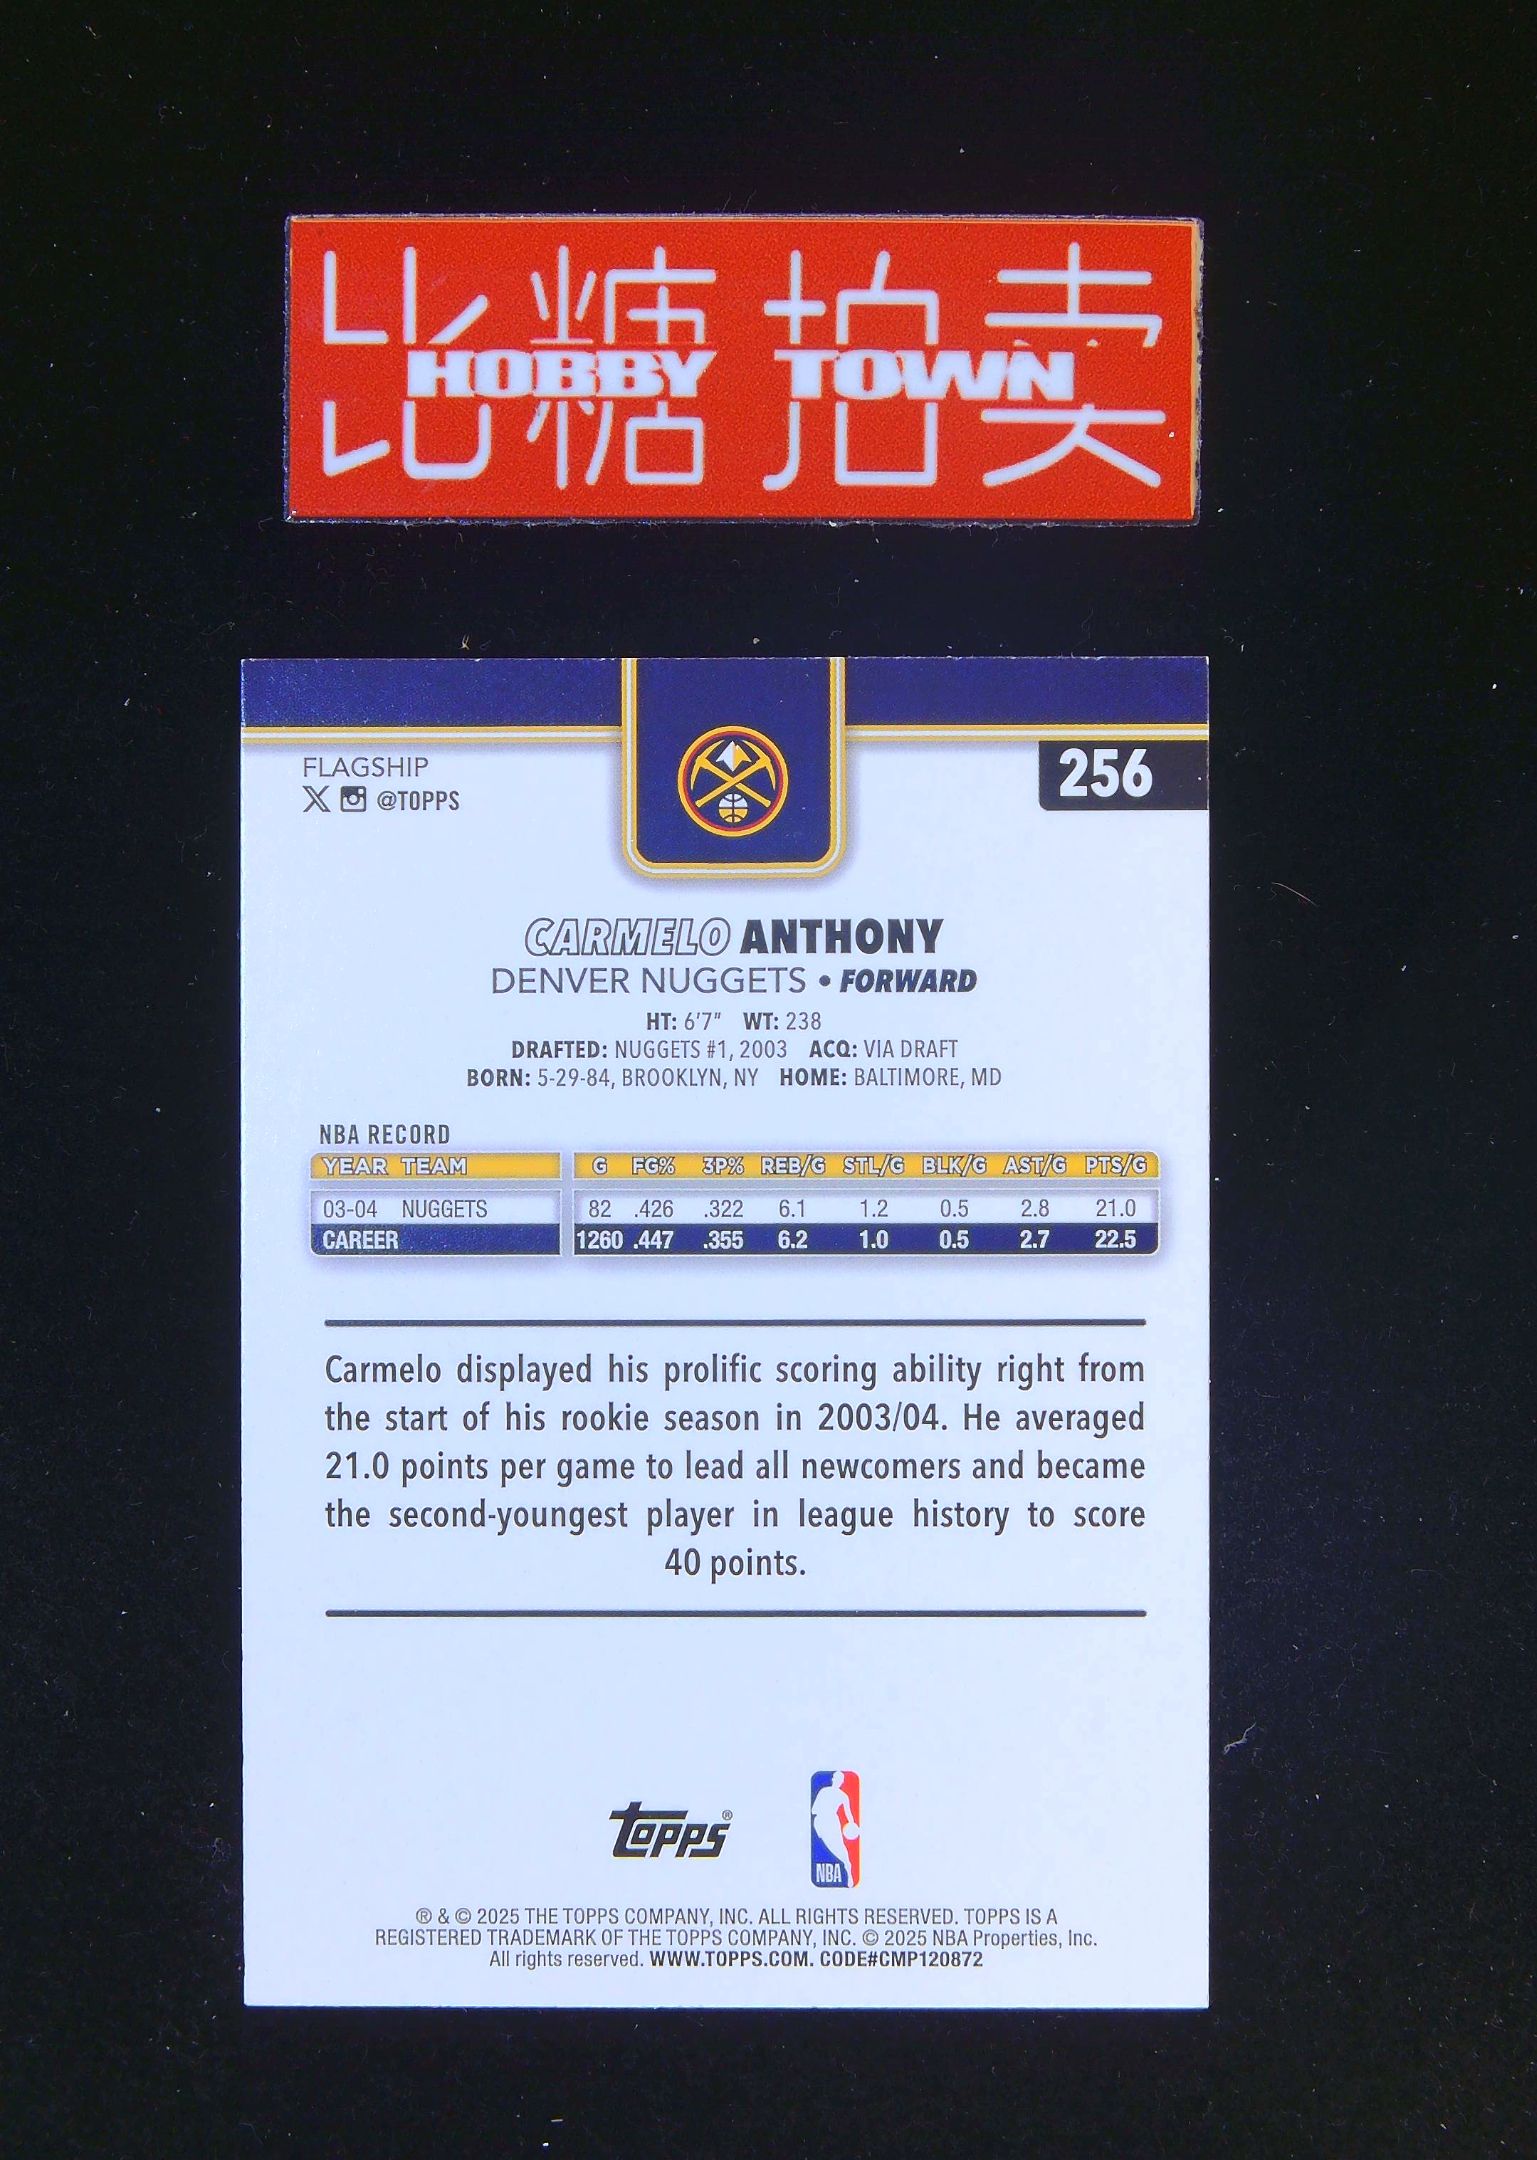 比糖拍卖
HOBBY TOWN
FLAGSHIP
256
X @TOPPS
CARMELO ANTHONY
DENVER NUGGETS • FORWARD
HT: 6'7" WT: 238
DRAFTED: NUGGETS #1, 2003 ACQ: VIA DRAFT
BORN: 5-29-84, BROOKLYN, NY HOME: BALTIMORE, MD
NBA RECORD
YEAR TEAM G FG% 3P% REB/G STL/G BLK/G AST/G PTS/G
03-04 NUGGETS 82 .426 .322 6.1 1.2 0.5 2.8 21.0
CAREER 1260 .447 .355 6.2 1.0 0.5 2.7 22.5
Carmelo displayed his prolific scoring ability right from
the start of his rookie season in 2003/04. He averaged
21.0 points per game to lead all newcomers and became
the second-youngest player in league history to score
40 points.
topps®
NBA
® & © 2025 THE TOPPS COMPANY, INC. ALL RIGHTS RESERVED. TOPPS IS A
REGISTERED TRADEMARK OF THE TOPPS COMPANY, INC. © 2025 NBA Properties, Inc.
All rights reserved. WWW.TOPPS.COM. CODE#CMP120872